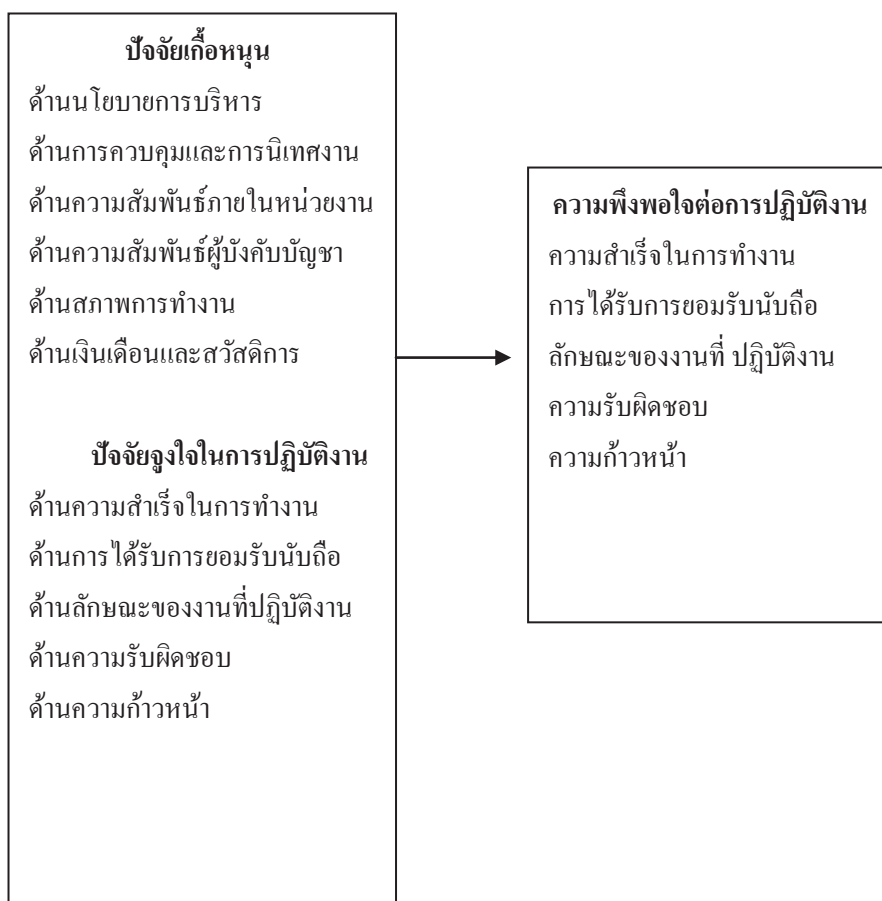 ปัจจัยเกื้อหนุน
ด้านนโยบายการบริหาร
ด้านการควบคุมและการนิเทศงาน
ด้านความสัมพันธ์ภายในหน่วยงาน
ด้านความสัมพันธ์ผู้บังคับบัญชา
ด้านสภาพการทำงาน
ด้านเงินเดือนและสวัสดิการ
ปัจจัยจูงใจในการปฏิบัติงาน
ด้านความสำเร็จในการทำงาน
ด้านการได้รับการยอมรับนับถือ
ด้านลักษณะของงานที่ปฏิบัติงาน
ด้านความรับผิดชอบ
ด้านความก้าวหน้า
ความพึงพอใจต่อการปฏิบัติงาน
ความสำเร็จในการทำงาน
การได้รับการยอมรับนับถือ
ลักษณะของงานที่ ปฏิบัติงาน
ความรับผิดชอบ
ความก้าวหน้า